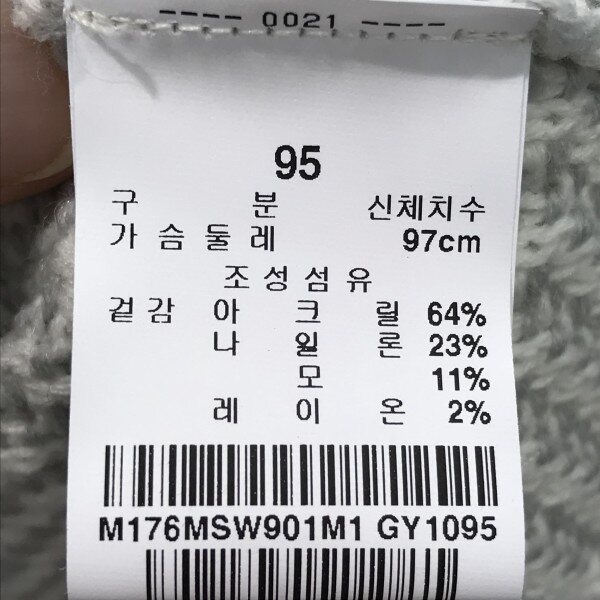 ---- 0021 ----
95
구 분 신체치수
가슴둘레 97cm
조성섬유
겉감 아크릴 64%
나일론 23%
모 11%
레이온 2%
M176MSW901M1 GY1095